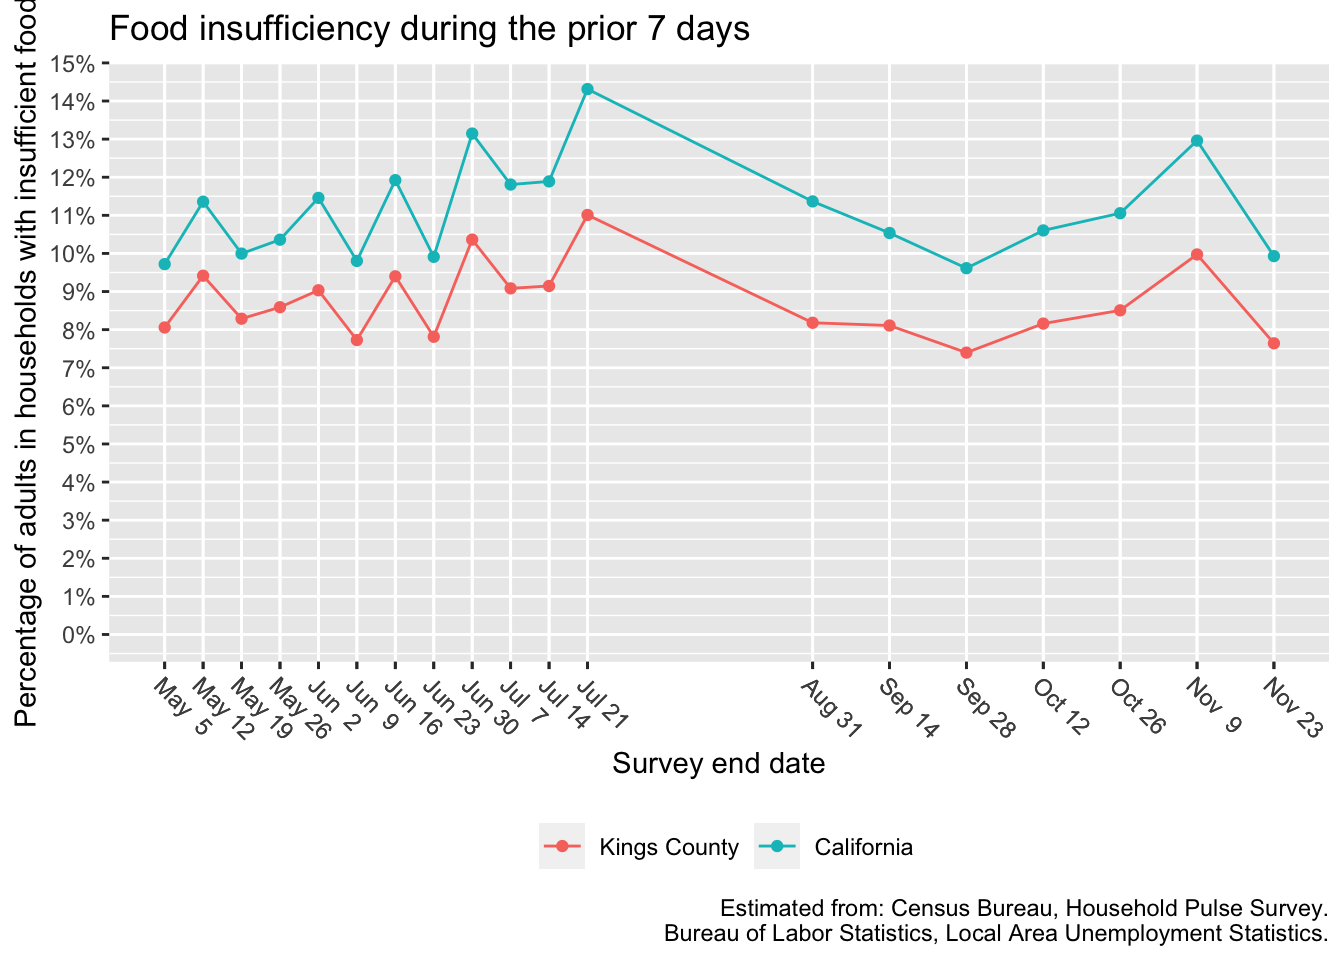 Food insufficiency during the prior 7 days
Percentage of adults in households with insufficient food
15%
14%
13%
12%
11%
10%
9%
8%
7%
6%
5%
4%
3%
2%
1%
0%
May 5
May 12
May 19
May 26
Jun 2
Jun 9
Jun 16
Jun 23
Jun 30
Jul 7
Jul 14
Jul 21
Aug 31
Sep 14
Sep 28
Oct 12
Oct 26
Nov 9
Nov 23
Survey end date
Kings County
California
Estimated from: Census Bureau, Household Pulse Survey.
Bureau of Labor Statistics, Local Area Unemployment Statistics.